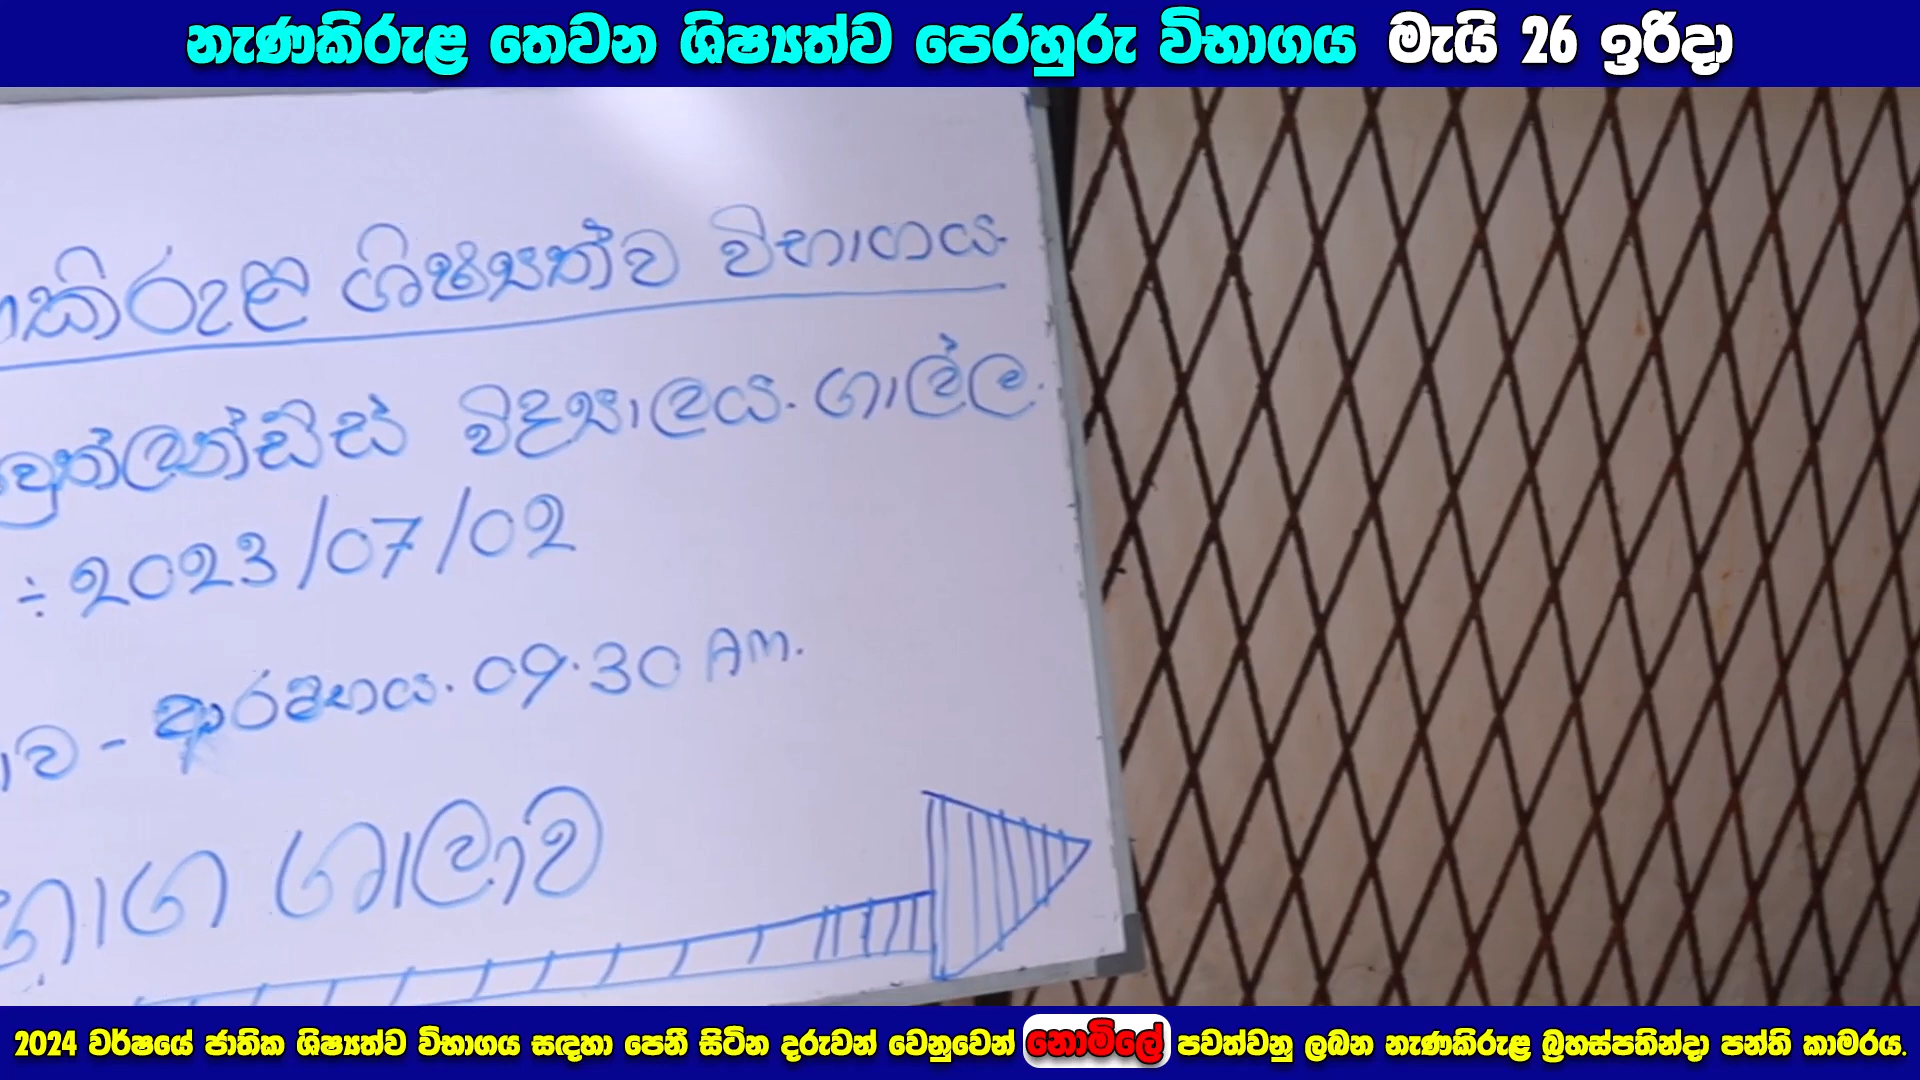 නැණකිරුළ තෙවන ශිෂ්‍යත්ව පෙරහුරු විභාගය මැයි 26 ඉරිදා
ශිෂ්‍යත්ව විභාගය.
විද්‍යාලය. ගාල්ල.
÷ 2023/07/02
- ආරම්භය. 09.30 Am.
ශාලාව
2024 වර්ෂයේ ජාතික ශිෂ්‍යත්ව විභාගය සඳහා පෙනී සිටින දරුවන් වෙනුවෙන් නොමිලේ පවත්වනු ලබන නැණකිරුළ බ්‍රහස්පතින්දා පන්ති කාමරය.